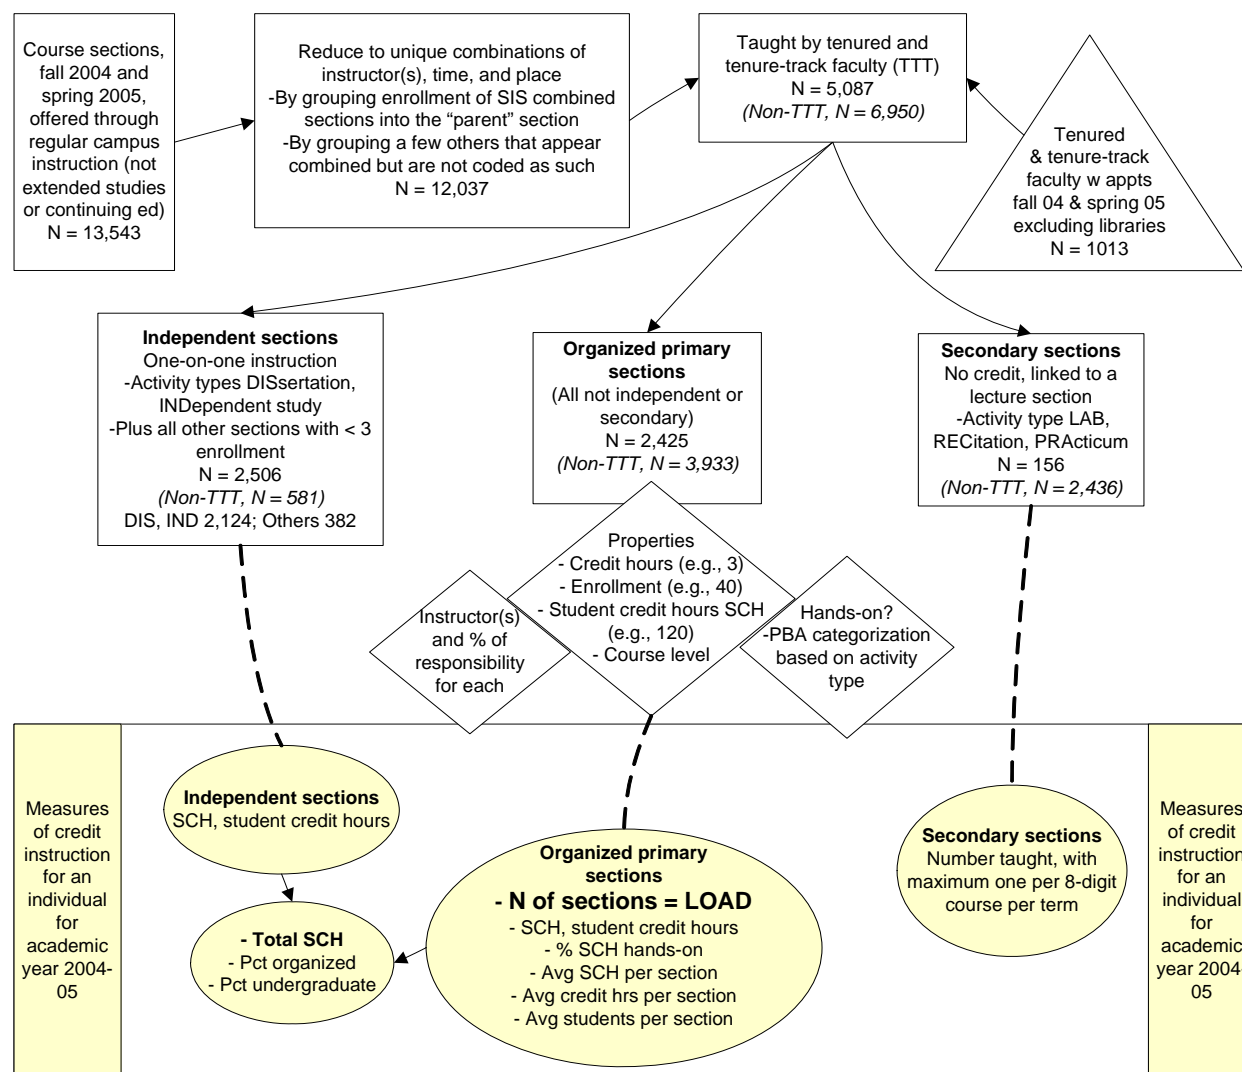 Course sections,
fall 2004 and
spring 2005,
offered through
regular campus
instruction (not
extended studies
or continuing ed)
N = 13,543
Reduce to unique combinations of
instructor(s), time, and place
-By grouping enrollment of SIS combined
sections into the “parent” section
-By grouping a few others that appear
combined but are not coded as such
N = 12,037
Taught by tenured and
tenure-track faculty (TTT)
N = 5,087
(Non-TTT, N = 6,950)
Tenured
& tenure-track
faculty w appts
fall 04 & spring 05
excluding libraries
N = 1013
Independent sections
One-on-one instruction
-Activity types DISsertation,
INDependent study
-Plus all other sections with < 3
enrollment
N = 2,506
(Non-TTT, N = 581)
DIS, IND 2,124; Others 382
Organized primary
sections
(All not independent or
secondary)
N = 2,425
(Non-TTT, N = 3,933)
Secondary sections
No credit, linked to a
lecture section
-Activity type LAB,
RECitation, PRActicum
N = 156
(Non-TTT, N = 2,436)
Instructor(s)
and % of
responsibility
for each
Properties
- Credit hours (e.g., 3)
- Enrollment (e.g., 40)
- Student credit hours SCH
(e.g., 120)
- Course level
Hands-on?
-PBA categorization
based on activity
type
Measures
of credit
instruction
for an
individual
for
academic
year 2004-
05
Independent sections
SCH, student credit hours
- Total SCH
- Pct organized
- Pct undergraduate
Organized primary
sections
- N of sections = LOAD
- SCH, student credit hours
- % SCH hands-on
- Avg SCH per section
- Avg credit hrs per section
- Avg students per section
Secondary sections
Number taught, with
maximum one per 8-digit
course per term
Measures
of credit
instruction
for an
individual
for
academic
year 2004-
05